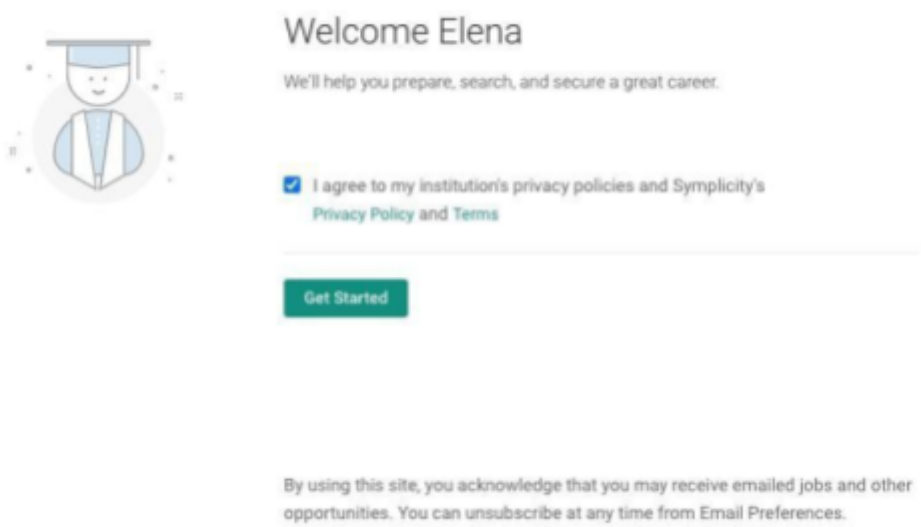 Welcome Elena
We'll help you prepare, search, and secure a great career.
I agree to my institution's privacy policies and Symplicity's
Privacy Policy and Terms
Get Started
By using this site, you acknowledge that you may receive emailed jobs and other
opportunities. You can unsubscribe at any time from Email Preferences.